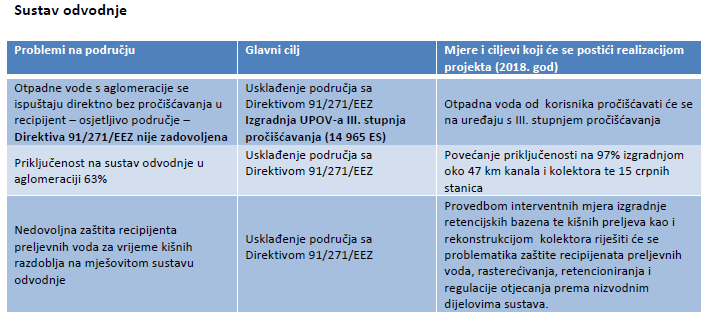 Sustav odvodnje
Problemi na području
Glavni cilj
Mjere i ciljevi koji će se postići realizacijom
projekta (2018. god)
Otpadne vode s aglomeracije se
ispuštaju direktno bez pročišćavanja u
recipijent – osjetljivo područje –
Direktiva 91/271/EEZ nije zadovoljena
Usklađenje područja sa
Direktivom 91/271/EEZ
Izgradnja UPOV-a III. stupnja
pročišćavanja (14 965 ES)
Otpadna voda od korisnika pročišćavati će se
na uređaju s III. stupnjem pročišćavanja
Priključenost na sustav odvodnje u
aglomeraciji 63%
Usklađenje područja sa
Direktivom 91/271/EEZ
Povećanje priključenosti na 97% izgradnjom
oko 47 km kanala i kolektora te 15 crpnih
stanica
Nedovoljna zaštita recipijenta
preljevnih voda za vrijeme kišnih
razdoblja na mješovitom sustavu
odvodnje
Usklađenje područja sa
Direktivom 91/271/EEZ
Provedbom interventnih mjera izgradnje
retencijskih bazena te kišnih preljeva kao i
rekonstrukcijom kolektora riješiti će se
problematika zaštite recipijenata preljevnih
voda, rasterećivanja, retencioniranja i
regulacije otjecanja prema nizvodnim
dijelovima sustava.